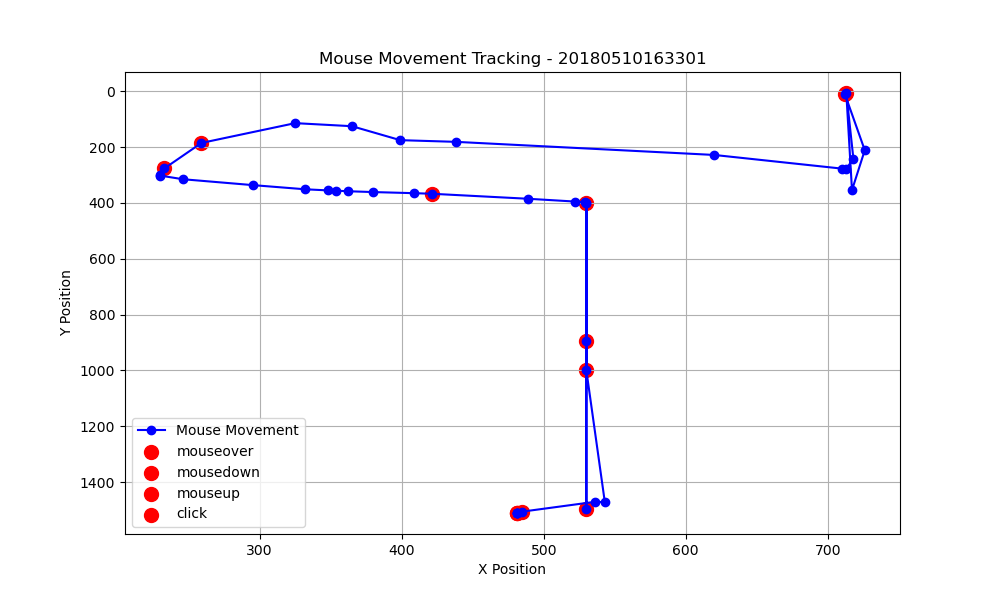 Mouse Movement Tracking - 20180510163301
Y Position
0
200
400
600
800
1000
1200
1400
Mouse Movement
mouseover
mousedown
mouseup
click
300
400
500
600
700
X Position